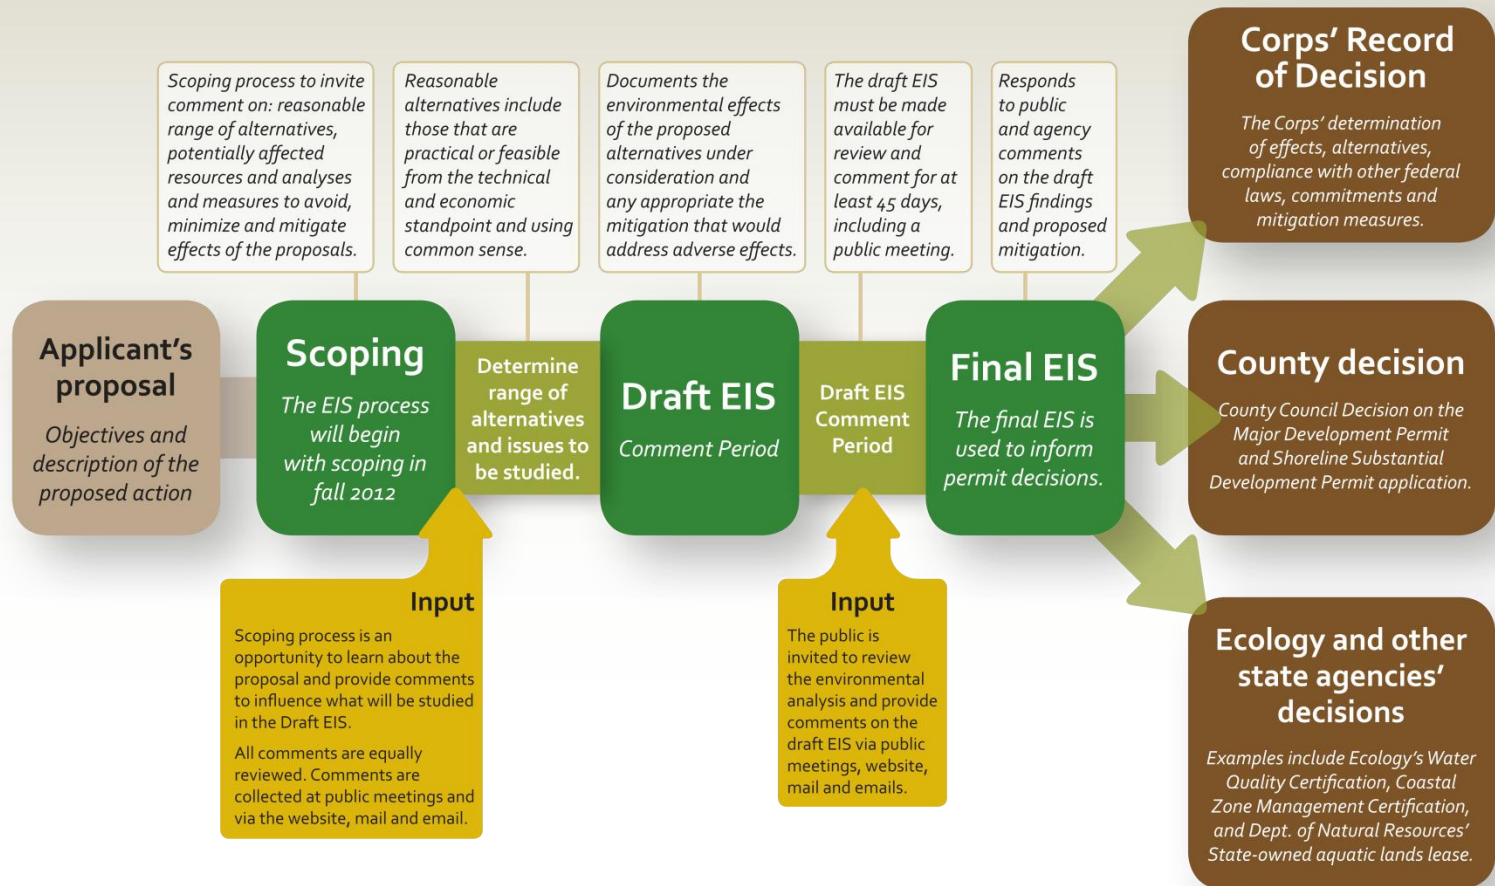 Scoping process to invite
comment on: reasonable
range of alternatives,
potentially affected
resources and analyses
and measures to avoid,
minimize and mitigate
effects of the proposals.
Reasonable
alternatives include
those that are
practical or feasible
from the technical
and economic
standpoint and using
common sense.
Documents the
environmental effects
of the proposed
alternatives under
consideration and
any appropriate the
mitigation that would
address adverse effects.
The draft EIS
must be made
available for
review and
comment for at
least 45 days,
including a
public meeting.
Responds
to public
and agency
comments
on the draft
EIS findings
and proposed
mitigation.
Corps' Record
of Decision
The Corps' determination
of effects, alternatives,
compliance with other federal
laws, commitments and
mitigation measures.
Applicant's
proposal
Objectives and
description of the
proposed action
Scoping
The EIS process
will begin
with scoping in
fall 2012
Determine
range of
alternatives
and issues to
be studied.
Draft EIS
Comment Period
Draft EIS
Comment
Period
Final EIS
The final EIS is
used to inform
permit decisions.
County decision
County Council Decision on the
Major Development Permit
and Shoreline Substantial
Development Permit application.
Input
Scoping process is an
opportunity to learn about the
proposal and provide comments
to influence what will be studied
in the Draft EIS.
All comments are equally
reviewed. Comments are
collected at public meetings and
via the website, mail and email.
Input
The public is
invited to review
the environmental
analysis and provide
comments on the
draft EIS via public
meetings, website,
mail and emails.
Ecology and other
state agencies'
decisions
Examples include Ecology's Water
Quality Certification, Coastal
Zone Management Certification,
and Dept. of Natural Resources'
State-owned aquatic lands lease.